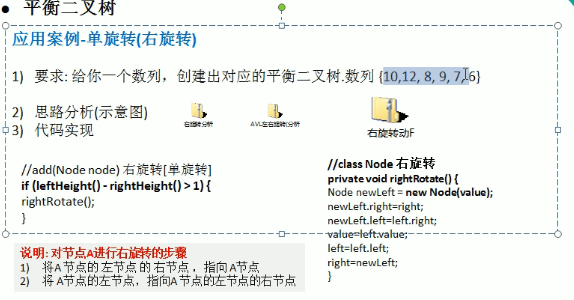 • 平衡二叉树
应用案例-单旋转(右旋转)
1) 要求: 给你一个数列，创建出对应的平衡二叉树.数列 {10,12, 8, 9, 7,6}
2) 思路分析(示意图)
3) 代码实现
右旋转分析
AVL左右旋转分析
右旋转动F
//add(Node node) 右旋转[单旋转]
if (leftHeight() - rightHeight() > 1) {
rightRotate();
}
//class Node 右旋转
private void rightRotate() {
Node newLeft = new Node(value);
newLeft.right=right;
newLeft.left=left.right;
value=left.value;
left=left.left;
right=newLeft;
}
说明: 对节点A进行右旋转的步骤
1) 将A 节点的 左节点 的 右节点 ，指向 A节点
2) 将 A节点的左节点，指向A节点 的左节点的右节点